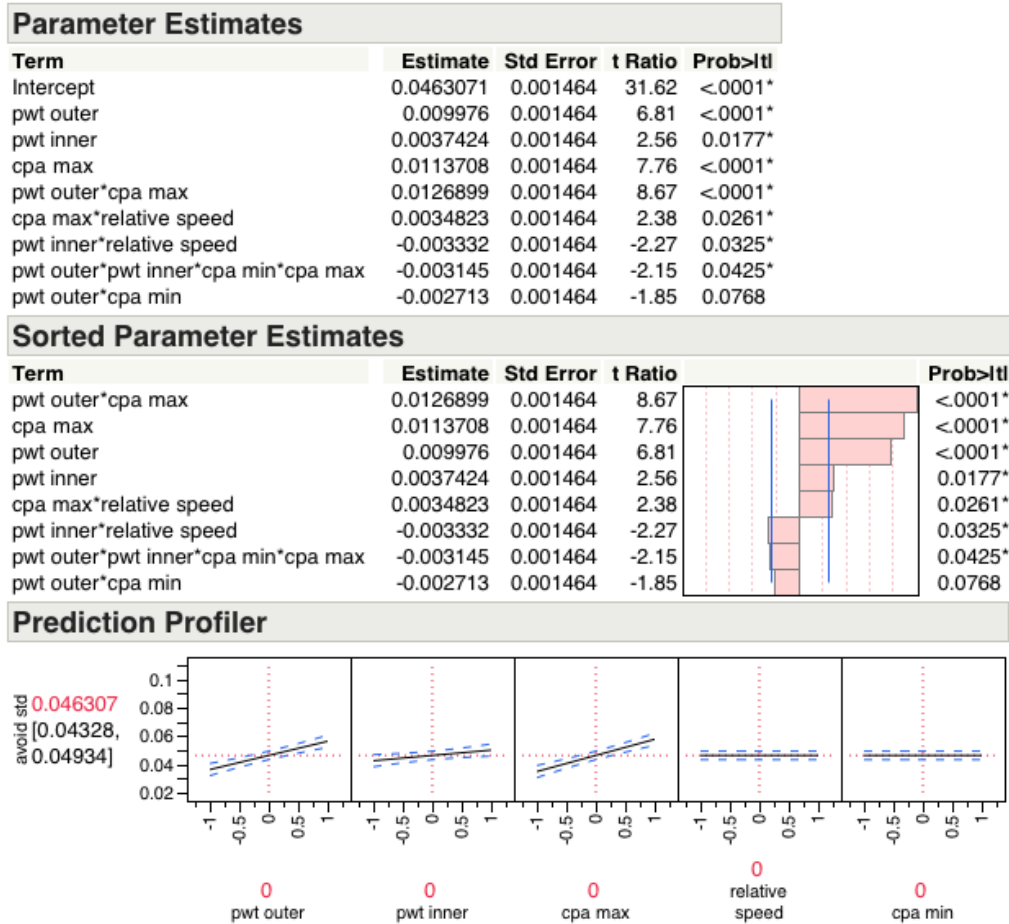 Parameter Estimates
Term Estimate Std Error t Ratio Prob>|t|
Intercept 0.0463071 0.001464 31.62 <.0001*
pwt outer 0.009976 0.001464 6.81 <.0001*
pwt inner 0.0037424 0.001464 2.56 0.0177*
cpa max 0.0113708 0.001464 7.76 <.0001*
pwt outer*cpa max 0.0126899 0.001464 8.67 <.0001*
cpa max*relative speed 0.0034823 0.001464 2.38 0.0261*
pwt inner*relative speed -0.003332 0.001464 -2.27 0.0325*
pwt outer*pwt inner*cpa min*cpa max -0.003145 0.001464 -2.15 0.0425*
pwt outer*cpa min -0.002713 0.001464 -1.85 0.0768
Sorted Parameter Estimates
Term Estimate Std Error t Ratio Prob>|t|
pwt outer*cpa max 0.0126899 0.001464 8.67 <.0001*
cpa max 0.0113708 0.001464 7.76 <.0001*
pwt outer 0.009976 0.001464 6.81 <.0001*
pwt inner 0.0037424 0.001464 2.56 0.0177*
cpa max*relative speed 0.0034823 0.001464 2.38 0.0261*
pwt inner*relative speed -0.003332 0.001464 -2.27 0.0325*
pwt outer*pwt inner*cpa min*cpa max -0.003145 0.001464 -2.15 0.0425*
pwt outer*cpa min -0.002713 0.001464 -1.85 0.0768
Prediction Profiler
avoid std
0.046307
[0.04328,
0.04934]
0.1
0.08
0.06
0.04
0.02
-1 -0.5 0 0.5 1 -1 -0.5 0 0.5 1 -1 -0.5 0 0.5 1 -1 -0.5 0 0.5 1 -1 -0.5 0 0.5 1
0 0 0 0 0
pwt outer pwt inner cpa max relative speed cpa min